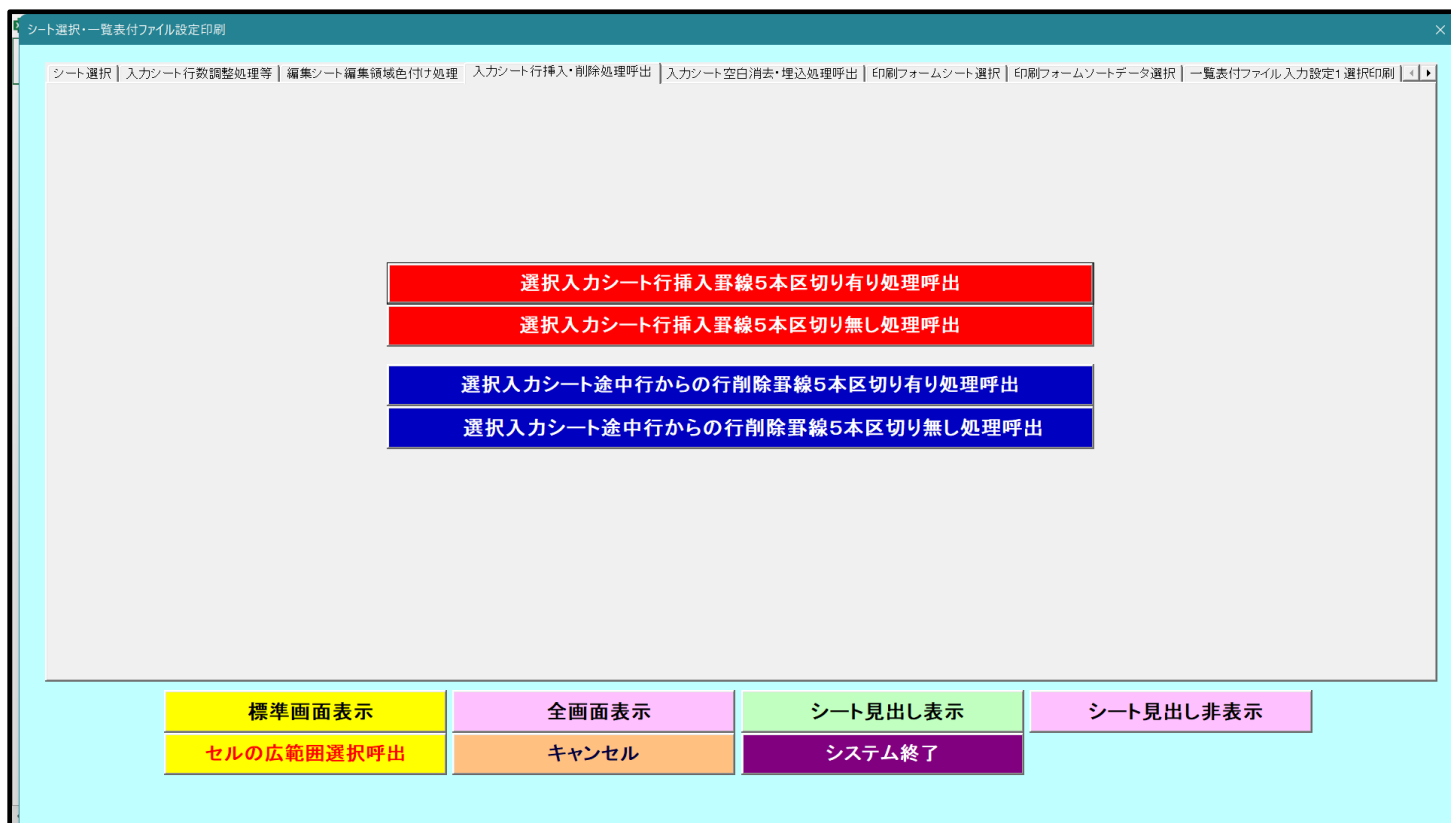 シート選択・一覧表付ファイル設定印刷
シート選択 入力シート行数調整処理等 編集シート編集領域色付け処理 入力シート行挿入・削除処理呼出 入力シート空白消去・埋込処理呼出 印刷フォームシート選択 印刷フォームソートデータ選択 一覧表付ファイル入力設定1選択印刷
選択入力シート行挿入罫線5本区切り有り処理呼出
選択入力シート行挿入罫線5本区切り無し処理呼出
選択入力シート途中行からの行削除罫線5本区切り有り処理呼出
選択入力シート途中行からの行削除罫線5本区切り無し処理呼出
標準画面表示 全画面表示 シート見出し表示 シート見出し非表示
セルの広範囲選択呼出 キャンセル システム終了